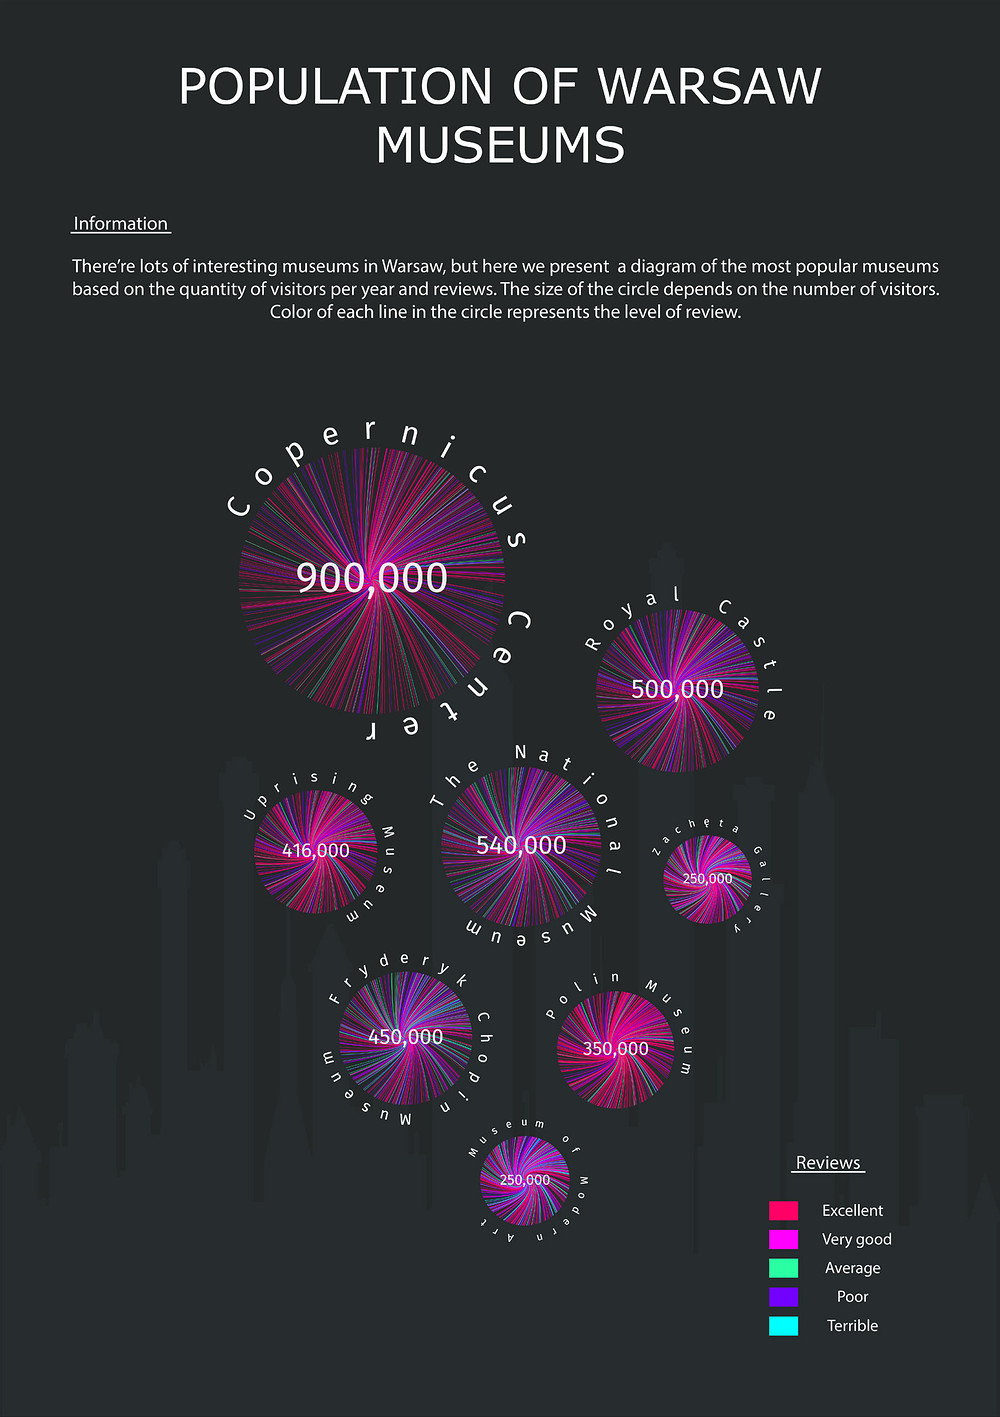 POPULATION OF WARSAW
MUSEUMS
Information
There’re lots of interesting museums in Warsaw, but here we present  a diagram of the most popular museums
based on the quantity of visitors per year and reviews. The size of the circle depends on the number of visitors.
Color of each line in the circle represents the level of review.
Copernicus Center
900,000
Royal Castle
500,000
Uprising Museum
416,000
The National Museum
540,000
Zachęta Gallery
250,000
Fryderyk Chopin Museum
450,000
Polin Museum
350,000
Museum of Modern Art
250,000
Reviews
Excellent
Very good
Average
Poor
Terrible